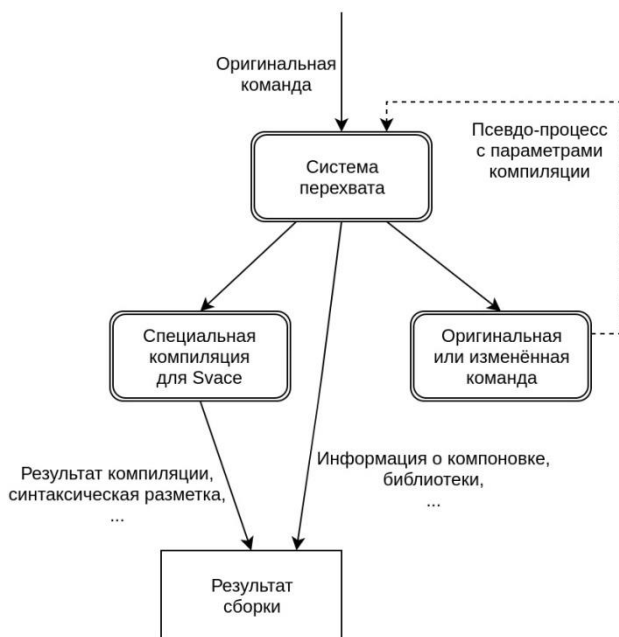 Оригинальная
команда
Псевдо-процесс
с параметрами
компиляции
Система
перехвата
Специальная
компиляция
для Svace
Оригинальная
или изменённая
команда
Результат компиляции,
синтаксическая разметка,
...
Информация о компоновке,
библиотеки,
...
Результат
сборки